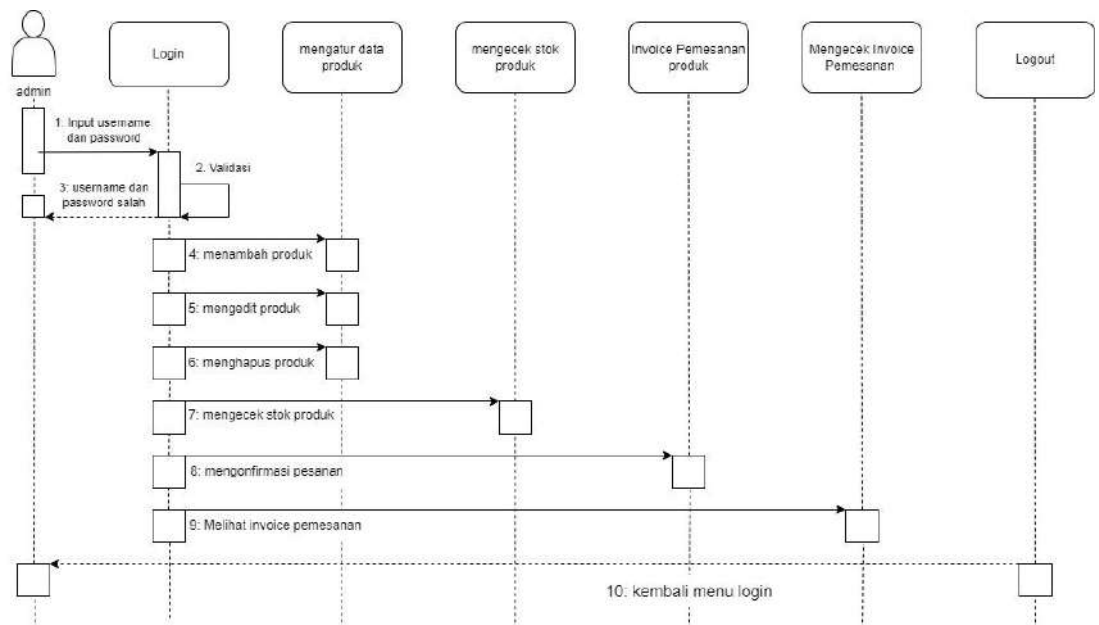 Login
mengatur data
produk
mengecek stok
produk
Invoice Pemesanan
produk
Mengecek Invoice
Pemesanan
Logout
admin
1. Input username
dan password
2. Validasi
3: username dan
password salah
4: menambah produk
5: mengedit produk
6: menghapus produk
7: mengecek stok produk
8: mengonfirmasi pesanan
9: Melihat invoice pemesanan
10: kembali menu login